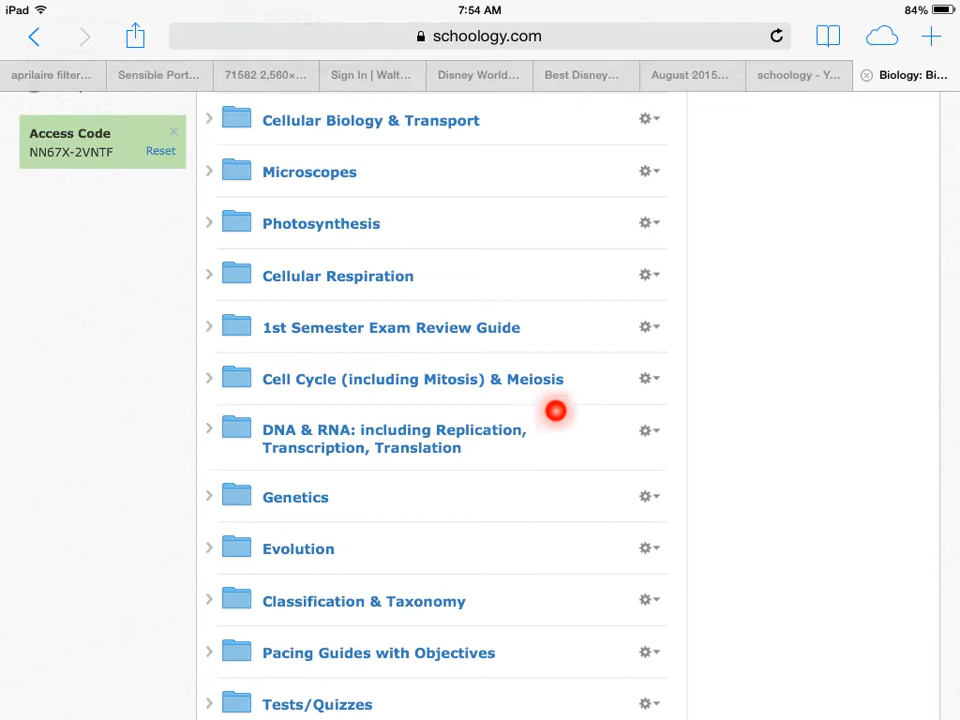 iPad 7:54 AM 84%
schoology.com
aprilaire filter... Sensible Port... 71582 2,560×... Sign In | Walt... Disney World... Best Disney... August 2015... schoology - Y... Biology: Bi...
Access Code
NN67X-2VNTF Reset
Cellular Biology & Transport
Microscopes
Photosynthesis
Cellular Respiration
1st Semester Exam Review Guide
Cell Cycle (including Mitosis) & Meiosis
DNA & RNA: including Replication,
Transcription, Translation
Genetics
Evolution
Classification & Taxonomy
Pacing Guides with Objectives
Tests/Quizzes